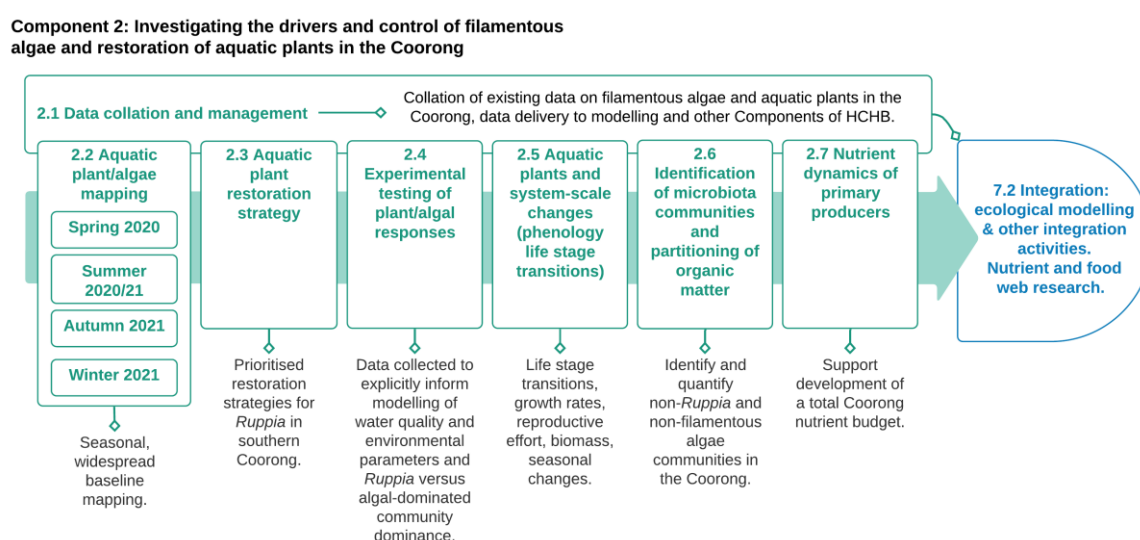 Component 2: Investigating the drivers and control of filamentous
algae and restoration of aquatic plants in the Coorong
2.1 Data collation and management
Collation of existing data on filamentous algae and aquatic plants in the
Coorong, data delivery to modelling and other Components of HCHB.
2.2 Aquatic
plant/algae
mapping
Spring 2020
Summer
2020/21
Autumn 2021
Winter 2021
Seasonal,
widespread
baseline
mapping.
2.3 Aquatic
plant
restoration
strategy
Prioritised
restoration
strategies for
Ruppia in
southern
Coorong.
2.4
Experimental
testing of
plant/algal
responses
Data collected to
explicitly inform
modelling of
water quality and
environmental
parameters and
Ruppia versus
algal-dominated
community
dominance.
2.5 Aquatic
plants and
system-scale
changes
(phenology
life stage
transitions)
Life stage
transitions,
growth rates,
reproductive
effort, biomass,
seasonal
changes.
2.6
Identification
of microbiota
communities
and
partitioning of
organic
matter
Identify and
quantify
non-Ruppia and
non-filamentous
algae
communities in
the Coorong.
2.7 Nutrient
dynamics of
primary
producers
Support
development of
a total Coorong
nutrient budget.
7.2 Integration:
ecological modelling
& other integration
activities.
Nutrient and food
web research.